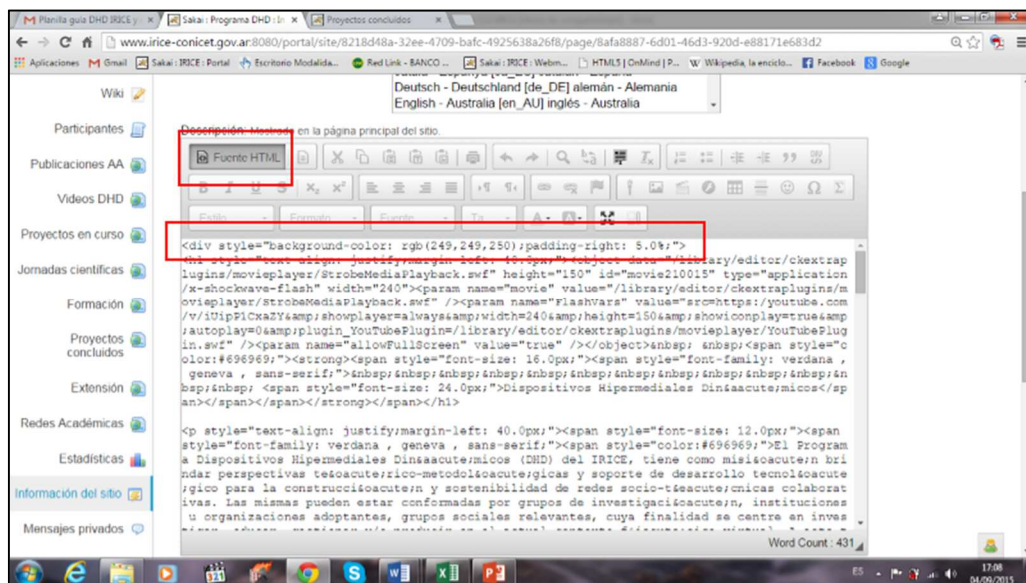 Planilla guía DHD IRICE y
Sakai : Programa DHD : In
Proyectos concluidos
www.irice-conicet.gov.ar:8080/portal/site/8218d48a-32ee-4709-bafc-4925638a26f8/page/8afa8887-6d01-46d3-920d-e88171e683d2
Aplicaciones Gmail Sakai : IRICE : Portal Escritorio Modalida... Red Link - BANCO ... Sakai : IRICE : Webm... HTML5 | OnMind | P... Wikipedia, la enciclo... Facebook Google
Wiki
Participantes
Publicaciones AA
Videos DHD
Proyectos en curso
Jornadas científicas
Formación
Proyectos
concluidos
Extensión
Redes Académicas
Estadísticas
Información del sitio
Mensajes privados
Deutsch - Deutschland [de_DE] alemán - Alemania
English - Australia [en_AU] inglés - Australia
Descripción: Mostrado en la página principal del sitio.
Fuente HTML
Estilo Formato Fuente Ta...
<div style="background-color: rgb(249,249,250);padding-right: 5.0%;">
<h1 style="text-align: justify;margin-left: 40.0px;"><object data="/library/editor/ckextrap
lugins/movieplayer/StrobeMediaPlayback.swf" height="150" id="movie210015" type="application
/x-shockwave-flash" width="240"><param name="movie" value="/library/editor/ckextraplugins/m
ovieplayer/StrobeMediaPlayback.swf" /><param name="FlashVars" value="src=https:/youtube.com
/v/iUipP1CxaZY&amp;showplayer=always&amp;width=240&amp;height=150&amp;showiconplay=true&amp
;autoplay=0&amp;plugin_YouTubePlugin=/library/editor/ckextraplugins/movieplayer/YouTubePlug
in.swf" /><param name="allowFullScreen" value="true" /></object>&nbsp; &nbsp;<span style="c
olor:#696969;"><strong><span style="font-size: 16.0px;"><span style="font-family: verdana ,
geneva , sans-serif;">&nbsp;&nbsp;&nbsp;&nbsp;&nbsp;&nbsp;&nbsp;&nbsp;&nbsp;&nbsp;&nbsp;&n
bsp;&nbsp; <span style="font-size: 24.0px;">Dispositivos Hipermediales Din&aacute;micos</sp
an></span></span></strong></span></h1>
<p style="text-align: justify;margin-left: 40.0px;"><span style="font-size: 12.0px;"><span
style="font-family: verdana , geneva , sans-serif;"><span style="color:#696969;">El Program
a Dispositivos Hipermediales Din&aacute;micos (DHD) del IRICE, tiene como misi&oacute;n bri
ndar perspectivas te&oacute;rico-metodol&oacute;gicas y soporte de desarrollo tecnol&oacute
;gico para la construcci&oacute;n y sostenibilidad de redes socio-t&eacute;cnicas colaborat
ivas. Las mismas pueden estar conformadas por grupos de investigaci&oacute;n, instituciones
u organizaciones adoptantes, grupos sociales relevantes, cuya finalidad se centre en inves
Word Count : 431
ES
17:08
04/09/2015